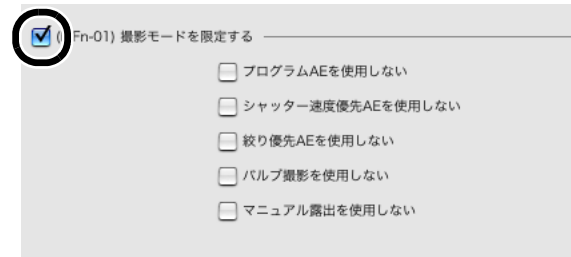 Fn-01) 撮影モードを限定する
プログラムAEを使用しない
シャッター速度優先AEを使用しない
絞り優先AEを使用しない
バルブ撮影を使用しない
マニュアル露出を使用しない